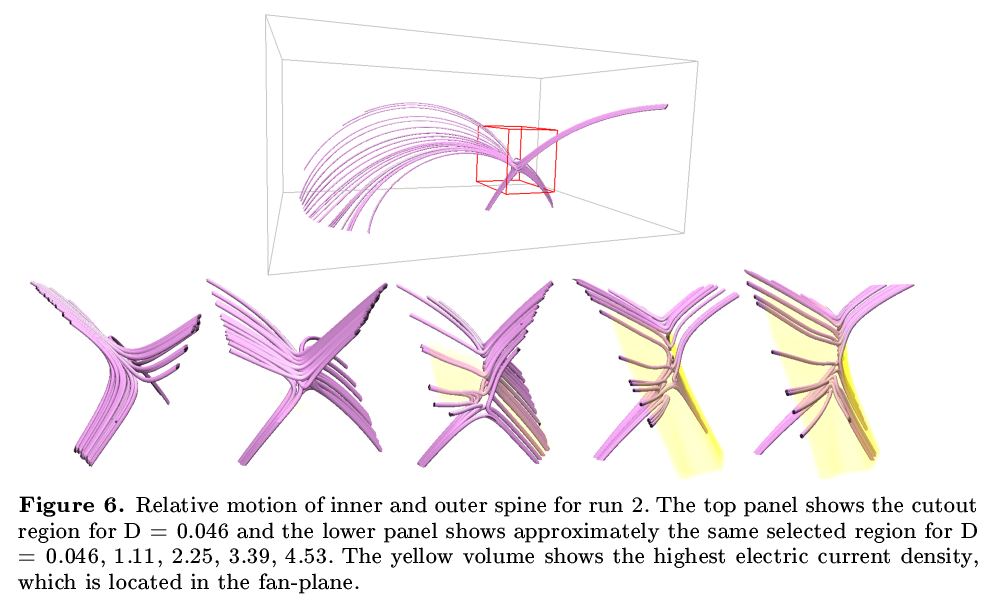 Figure 6. Relative motion of inner and outer spine for run 2. The top panel shows the cutout
region for D = 0.046 and the lower panel shows approximately the same selected region for D
= 0.046, 1.11, 2.25, 3.39, 4.53. The yellow volume shows the highest electric current density,
which is located in the fan-plane.